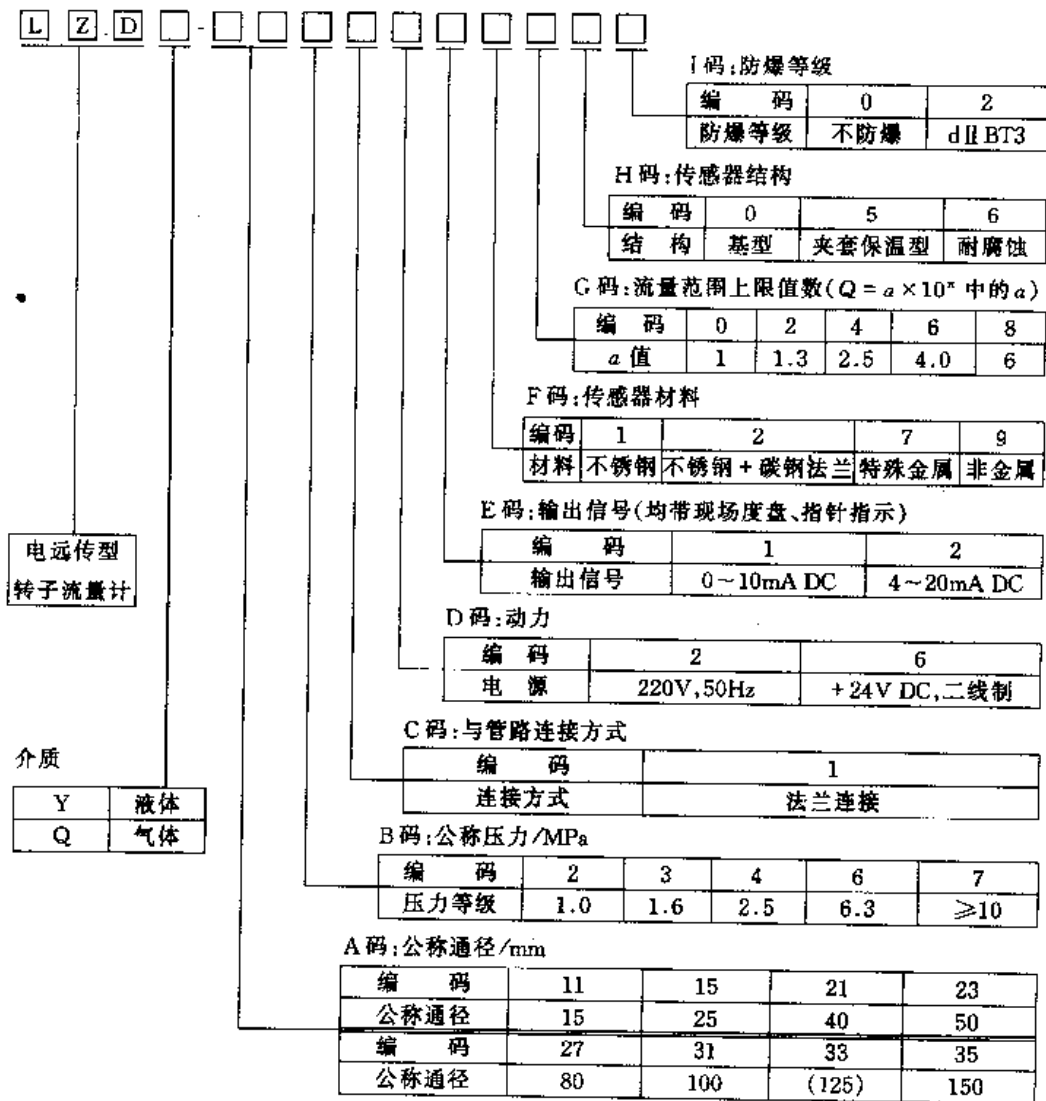 L Z D -
I码:防爆等级
编 码 0 2
防爆等级 不防爆 dⅡBT3
H码:传感器结构
编 码 0 5 6
结 构 基型 夹套保温型 耐腐蚀
G码:流量范围上限值数(Q = a × 10ⁿ 中的a)
编 码 0 2 4 6 8
a 值 1 1.3 2.5 4.0 6
F码:传感器材料
编码 1 2 7 9
材料 不锈钢 不锈钢+碳钢法兰 特殊金属 非金属
E码:输出信号(均带现场度盘、指针指示)
编 码 1 2
输出信号 0~10mA DC 4~20mA DC
电远传型
转子流量计
D码:动力
编 码 2 6
电 源 220V,50Hz +24V DC,二线制
C码:与管路连接方式
编 码 1
连接方式 法兰连接
介质
Y 液体
Q 气体
B码:公称压力/MPa
编 码 2 3 4 6 7
压力等级 1.0 1.6 2.5 6.3 ≥10
A码:公称通径/mm
编 码 11 15 21 23
公称通径 15 25 40 50
编 码 27 31 33 35
公称通径 80 100 (125) 150